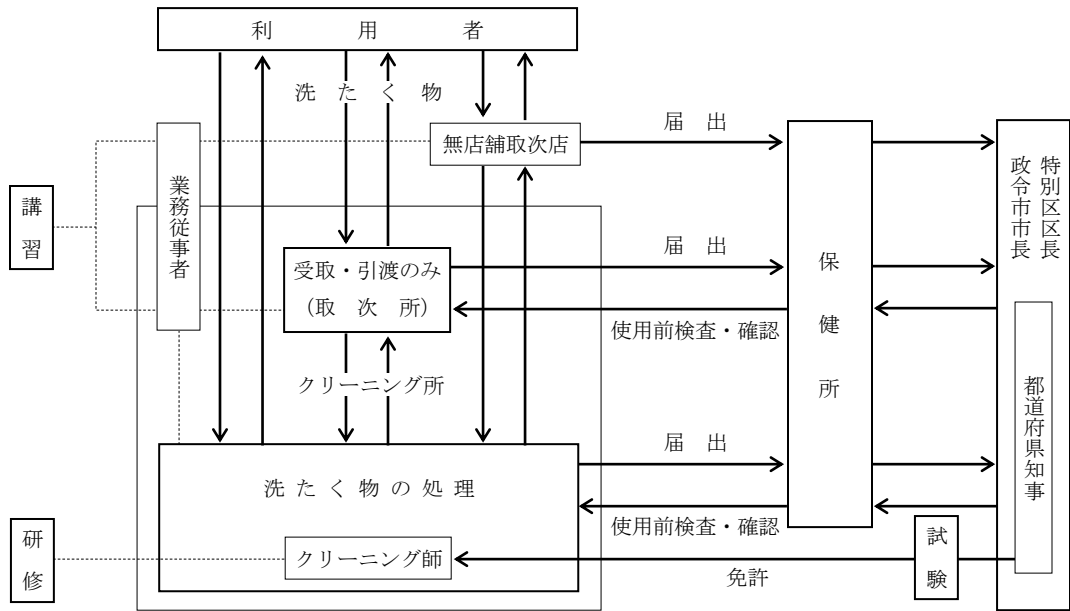 利用者
洗たく物
無店舗取次店
届出
講習
業務従事者
受取・引渡のみ
（取次所）
届出
使用前検査・確認
クリーニング所
保健所
特別区区長
政令市市長
都道府県知事
洗たく物の処理
届出
使用前検査・確認
研修
クリーニング師
免許
試験